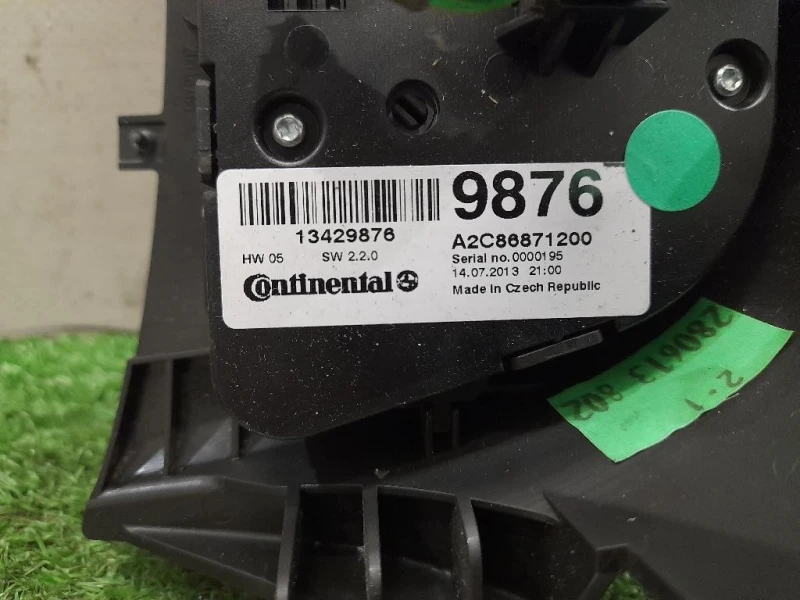 9876
13429876
A2C86871200
HW 05 SW 2.2.0
Serial no.0000195
14.07.2013 21:00
Continental
Made in Czech Republic
280613 802
2-1